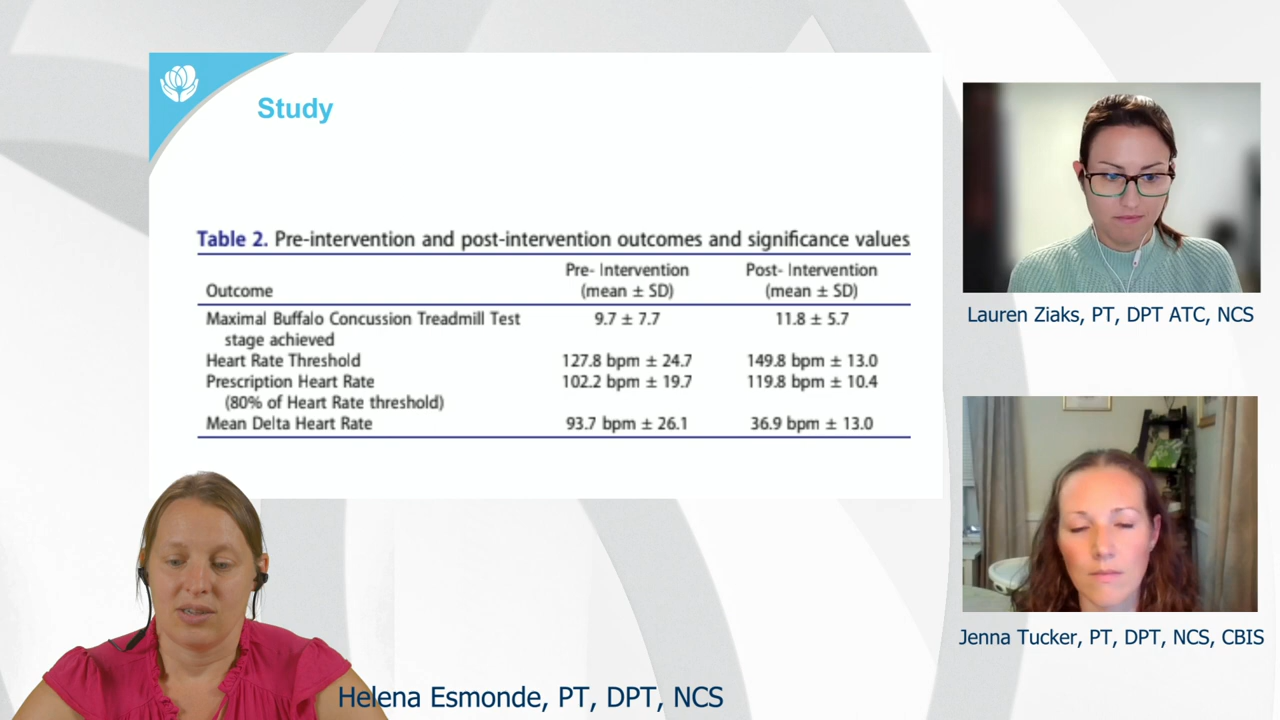 Study
Table 2. Pre-intervention and post-intervention outcomes and significance values
Pre- Intervention Post- Intervention
Outcome (mean ± SD) (mean ± SD)
Maximal Buffalo Concussion Treadmill Test 9.7 ± 7.7 11.8 ± 5.7
stage achieved
Heart Rate Threshold 127.8 bpm ± 24.7 149.8 bpm ± 13.0
Prescription Heart Rate 102.2 bpm ± 19.7 119.8 bpm ± 10.4
(80% of Heart Rate threshold)
Mean Delta Heart Rate 93.7 bpm ± 26.1 36.9 bpm ± 13.0
Lauren Ziaks, PT, DPT ATC, NCS
Jenna Tucker, PT, DPT, NCS, CBIS
Helena Esmonde, PT, DPT, NCS